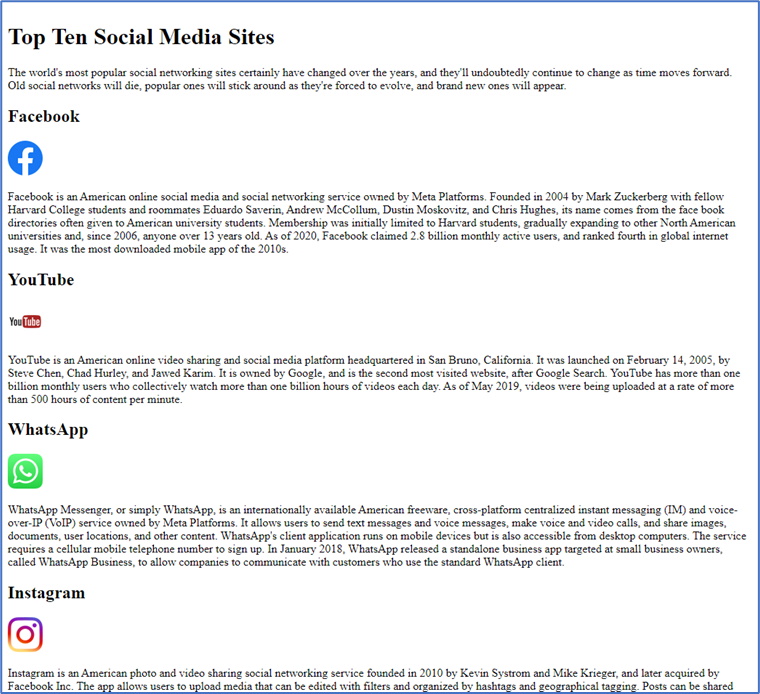 Top Ten Social Media Sites
The world's most popular social networking sites certainly have changed over the years, and they'll undoubtedly continue to change as time moves forward.
Old social networks will die, popular ones will stick around as they're forced to evolve, and brand new ones will appear.
Facebook
Facebook is an American online social media and social networking service owned by Meta Platforms. Founded in 2004 by Mark Zuckerberg with fellow
Harvard College students and roommates Eduardo Saverin, Andrew McCollum, Dustin Moskovitz, and Chris Hughes, its name comes from the face book
directories often given to American university students. Membership was initially limited to Harvard students, gradually expanding to other North American
universities and, since 2006, anyone over 13 years old. As of 2020, Facebook claimed 2.8 billion monthly active users, and ranked fourth in global internet
usage. It was the most downloaded mobile app of the 2010s.
YouTube
YouTube
YouTube is an American online video sharing and social media platform headquartered in San Bruno, California. It was launched on February 14, 2005, by
Steve Chen, Chad Hurley, and Jawed Karim. It is owned by Google, and is the second most visited website, after Google Search. YouTube has more than one
billion monthly users who collectively watch more than one billion hours of videos each day. As of May 2019, videos were being uploaded at a rate of more
than 500 hours of content per minute.
WhatsApp
WhatsApp Messenger, or simply WhatsApp, is an internationally available American freeware, cross-platform centralized instant messaging (IM) and voice-
over-IP (VoIP) service owned by Meta Platforms. It allows users to send text messages and voice messages, make voice and video calls, and share images,
documents, user locations, and other content. WhatsApp's client application runs on mobile devices but is also accessible from desktop computers. The service
requires a cellular mobile telephone number to sign up. In January 2018, WhatsApp released a standalone business app targeted at small business owners,
called WhatsApp Business, to allow companies to communicate with customers who use the standard WhatsApp client.
Instagram
Instagram is an American photo and video sharing social networking service founded in 2010 by Kevin Systrom and Mike Krieger, and later acquired by
Facebook Inc. The app allows users to upload media that can be edited with filters and organized by hashtags and geographical tagging. Posts can be shared